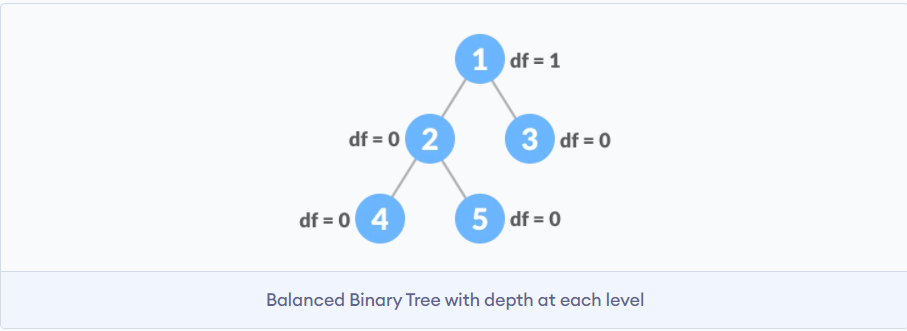 1 df = 1
df = 0 2 3 df = 0
df = 0 4 5 df = 0
Balanced Binary Tree with depth at each level